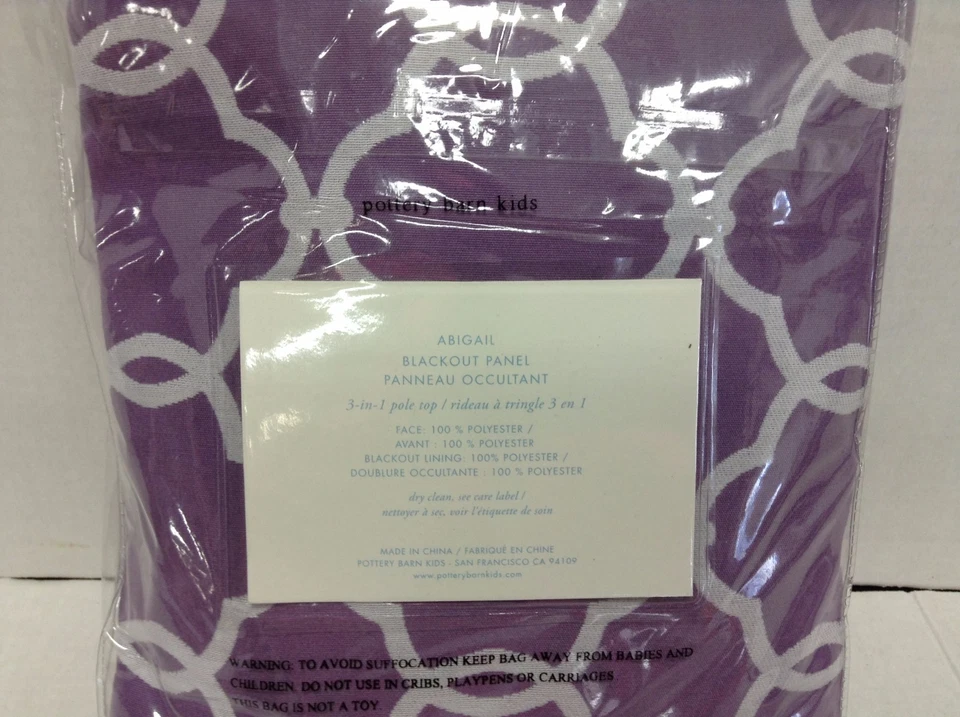 pottery barn kids
ABIGAIL
BLACKOUT PANEL
PANNEAU OCCULTANT
3-in-1 pole top / rideau à tringle 3 en 1
FACE: 100 % POLYESTER /
AVANT : 100 % POLYESTER
BLACKOUT LINING: 100% POLYESTER /
DOUBLURE OCCULTANTE : 100 % POLYESTER
dry clean, see care label /
nettoyer à sec, voir l'étiquette de soin
MADE IN CHINA / FABRIQUÉ EN CHINE
POTTERY BARN KIDS - SAN FRANCISCO CA 94109
www.potterybarnkids.com
WARNING: TO AVOID SUFFOCATION KEEP BAG AWAY FROM BABIES AND
CHILDREN. DO NOT USE IN CRIBS, PLAYPENS OR CARRIAGES.
THIS BAG IS NOT A TOY.